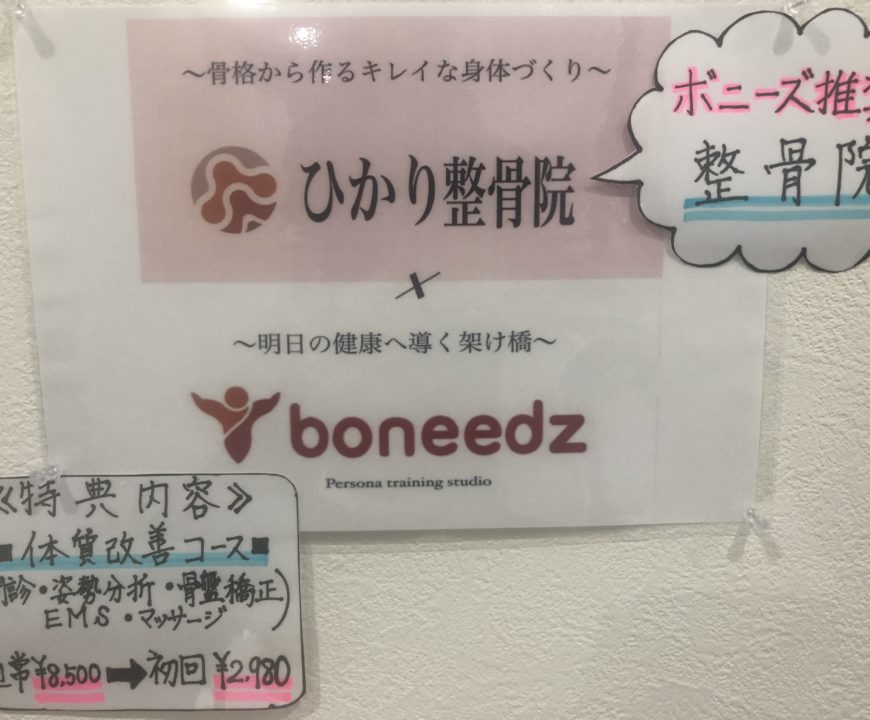 ～骨格から作るキレイな身体づくり～
ひかり整骨院
×
～明日の健康へ導く架け橋～
boneedz
Persona training studio
ボニーズ推
整骨院
≪特典内容≫
■体質改善コース■
診・姿勢分折・骨盤矯正)
EMS・マッサージ
常¥8,500➡初回¥2,980